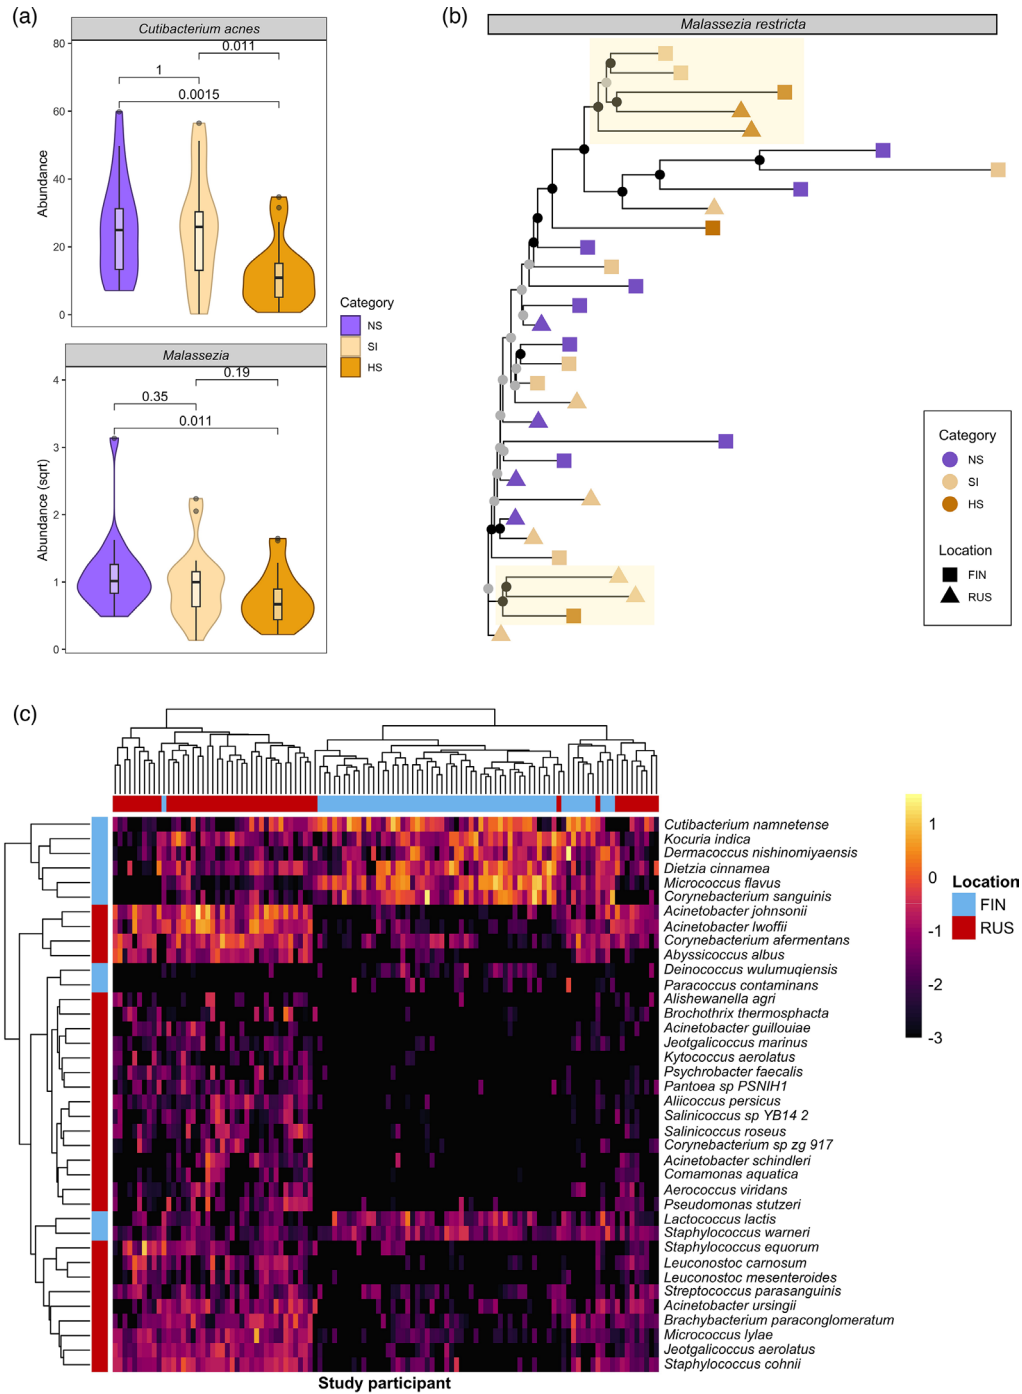 (a)
Cutibacterium acnes
80
60
40
20
0
Abundance
0.011
1
0.0015
Malassezia
4
3
2
1
0
Abundance (sqrt)
0.19
0.35
0.011
Category
NS
SI
HS
(b)
Malassezia restricta
Category
NS
SI
HS
Location
FIN
RUS
(c)
Cutibacterium namnetense
Kocuria indica
Dermacoccus nishinomiyaensis
Dietzia cinnamea
Micrococcus flavus
Corynebacterium sanguinis
Acinetobacter johnsonii
Acinetobacter lwoffii
Corynebacterium afermentans
Abyssicoccus albus
Deinococcus wulumuqiensis
Paracoccus contaminans
Alishewanella agri
Brochothrix thermosphacta
Acinetobacter guillouiae
Jeotgalicoccus marinus
Kytococcus aerolatus
Psychrobacter faecalis
Pantoea sp PSNIH1
Aliicoccus persicus
Salinicoccus sp YB14 2
Salinicoccus roseus
Corynebacterium sp zg 917
Acinetobacter schindleri
Comamonas aquatica
Aerococcus viridans
Pseudomonas stutzeri
Lactococcus lactis
Staphylococcus warneri
Staphylococcus equorum
Leuconostoc carnosum
Leuconostoc mesenteroides
Streptococcus parasanguinis
Acinetobacter ursingii
Brachybacterium paraconglomeratum
Micrococcus lylae
Jeotgalicoccus aerolatus
Staphylococcus cohnii
Study participant
1
0
-1
-2
-3
Location
FIN
RUS